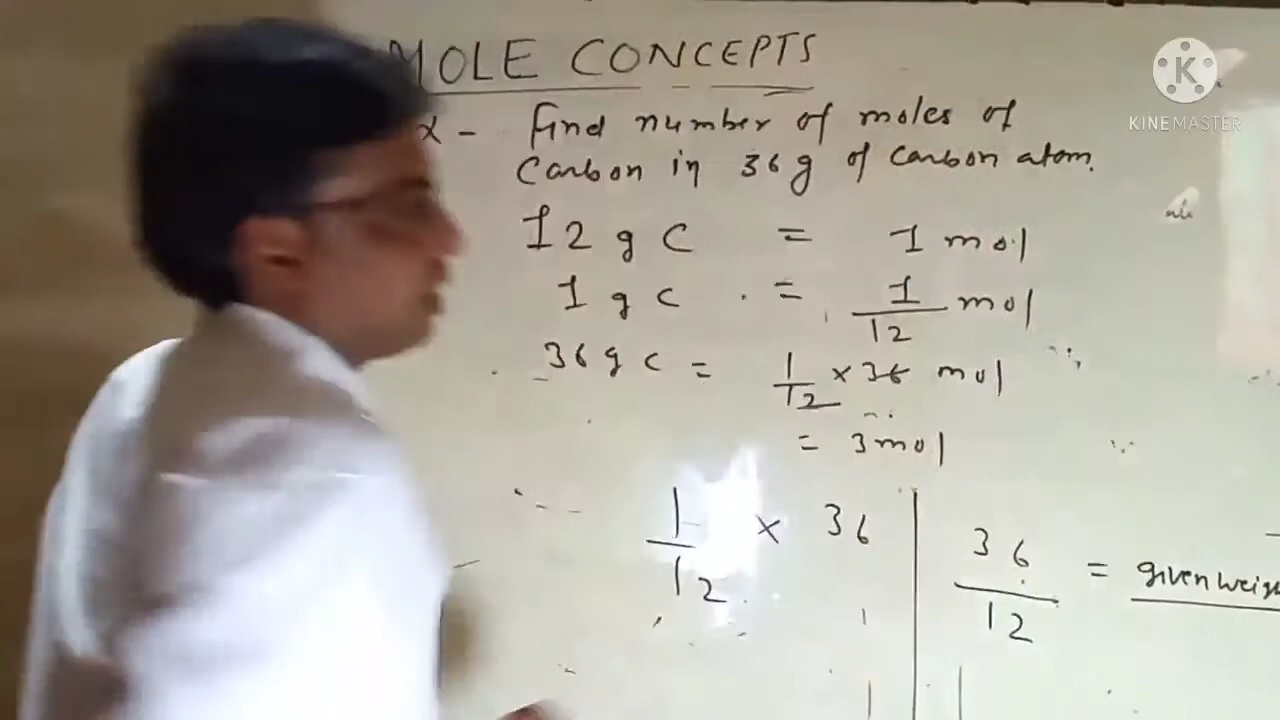 MOLE CONCEPTS
x - Find number of moles of
Carbon in 36 g of carbon atom.
12 g C = 1 mol
1 g C = 1/12 mol
36 g C = 1/12 x 36 mol
= 3 mol
1/12 x 36
36/12 = given weigh
K
KINEMASTER